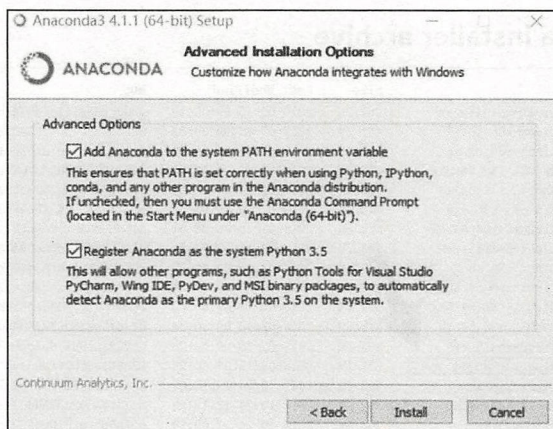 Anaconda3 4.1.1 (64-bit) Setup
ANACONDA
Advanced Installation Options
Customize how Anaconda integrates with Windows
Advanced Options
Add Anaconda to the system PATH environment variable
This ensures that PATH is set correctly when using Python, IPython,
conda, and any other program in the Anaconda distribution.
If unchecked, then you must use the Anaconda Command Prompt
(located in the Start Menu under "Anaconda (64-bit)").
Register Anaconda as the system Python 3.5
This will allow other programs, such as Python Tools for Visual Studio
PyCharm, Wing IDE, PyDev, and MSI binary packages, to automatically
detect Anaconda as the primary Python 3.5 on the system.
Continuum Analytics, Inc.
< Back
Install
Cancel